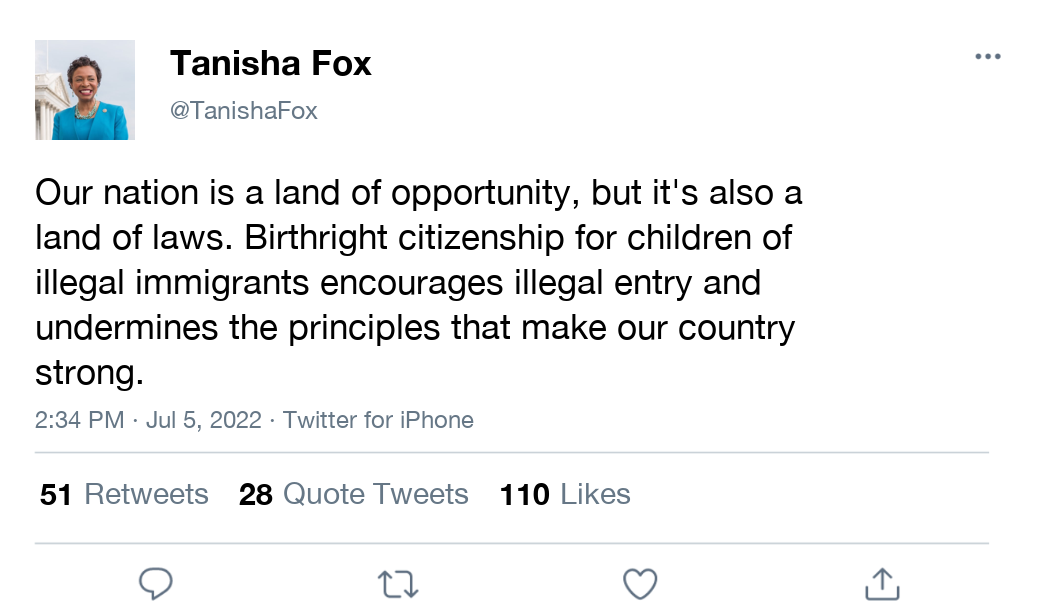 Tanisha Fox
@TanishaFox
Our nation is a land of opportunity, but it's also a
land of laws. Birthright citizenship for children of
illegal immigrants encourages illegal entry and
undermines the principles that make our country
strong.
2:34 PM · Jul 5, 2022 · Twitter for iPhone
51 Retweets 28 Quote Tweets 110 Likes